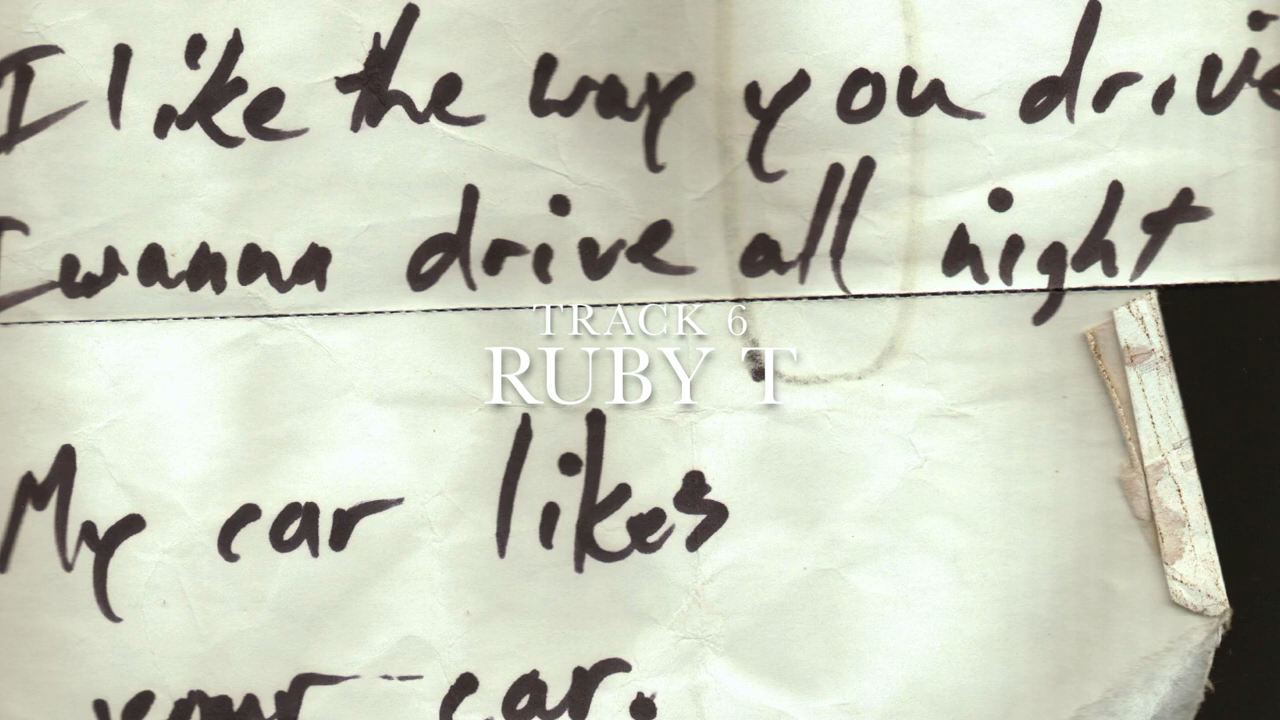 I like the way you drive
I wanna drive all night
TRACK 6
RUBY T
My car likes
your car.